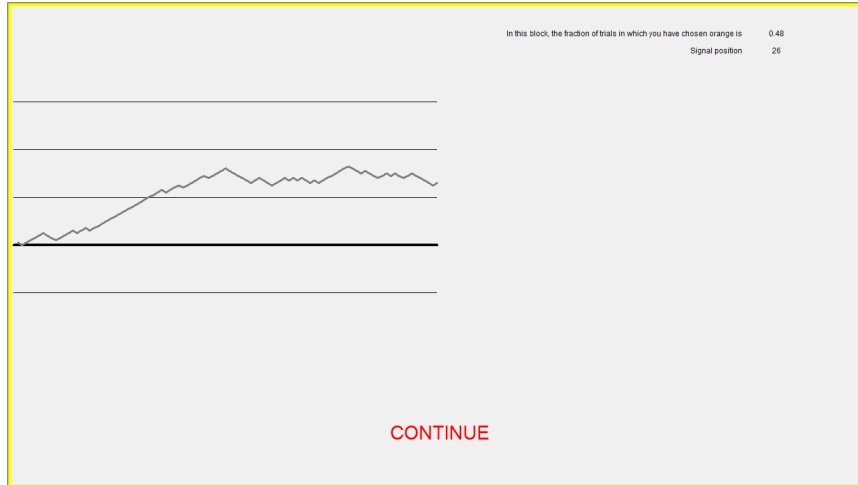 In this block, the fraction of trials in which you have chosen orange is 0.48
Signal position 26
CONTINUE